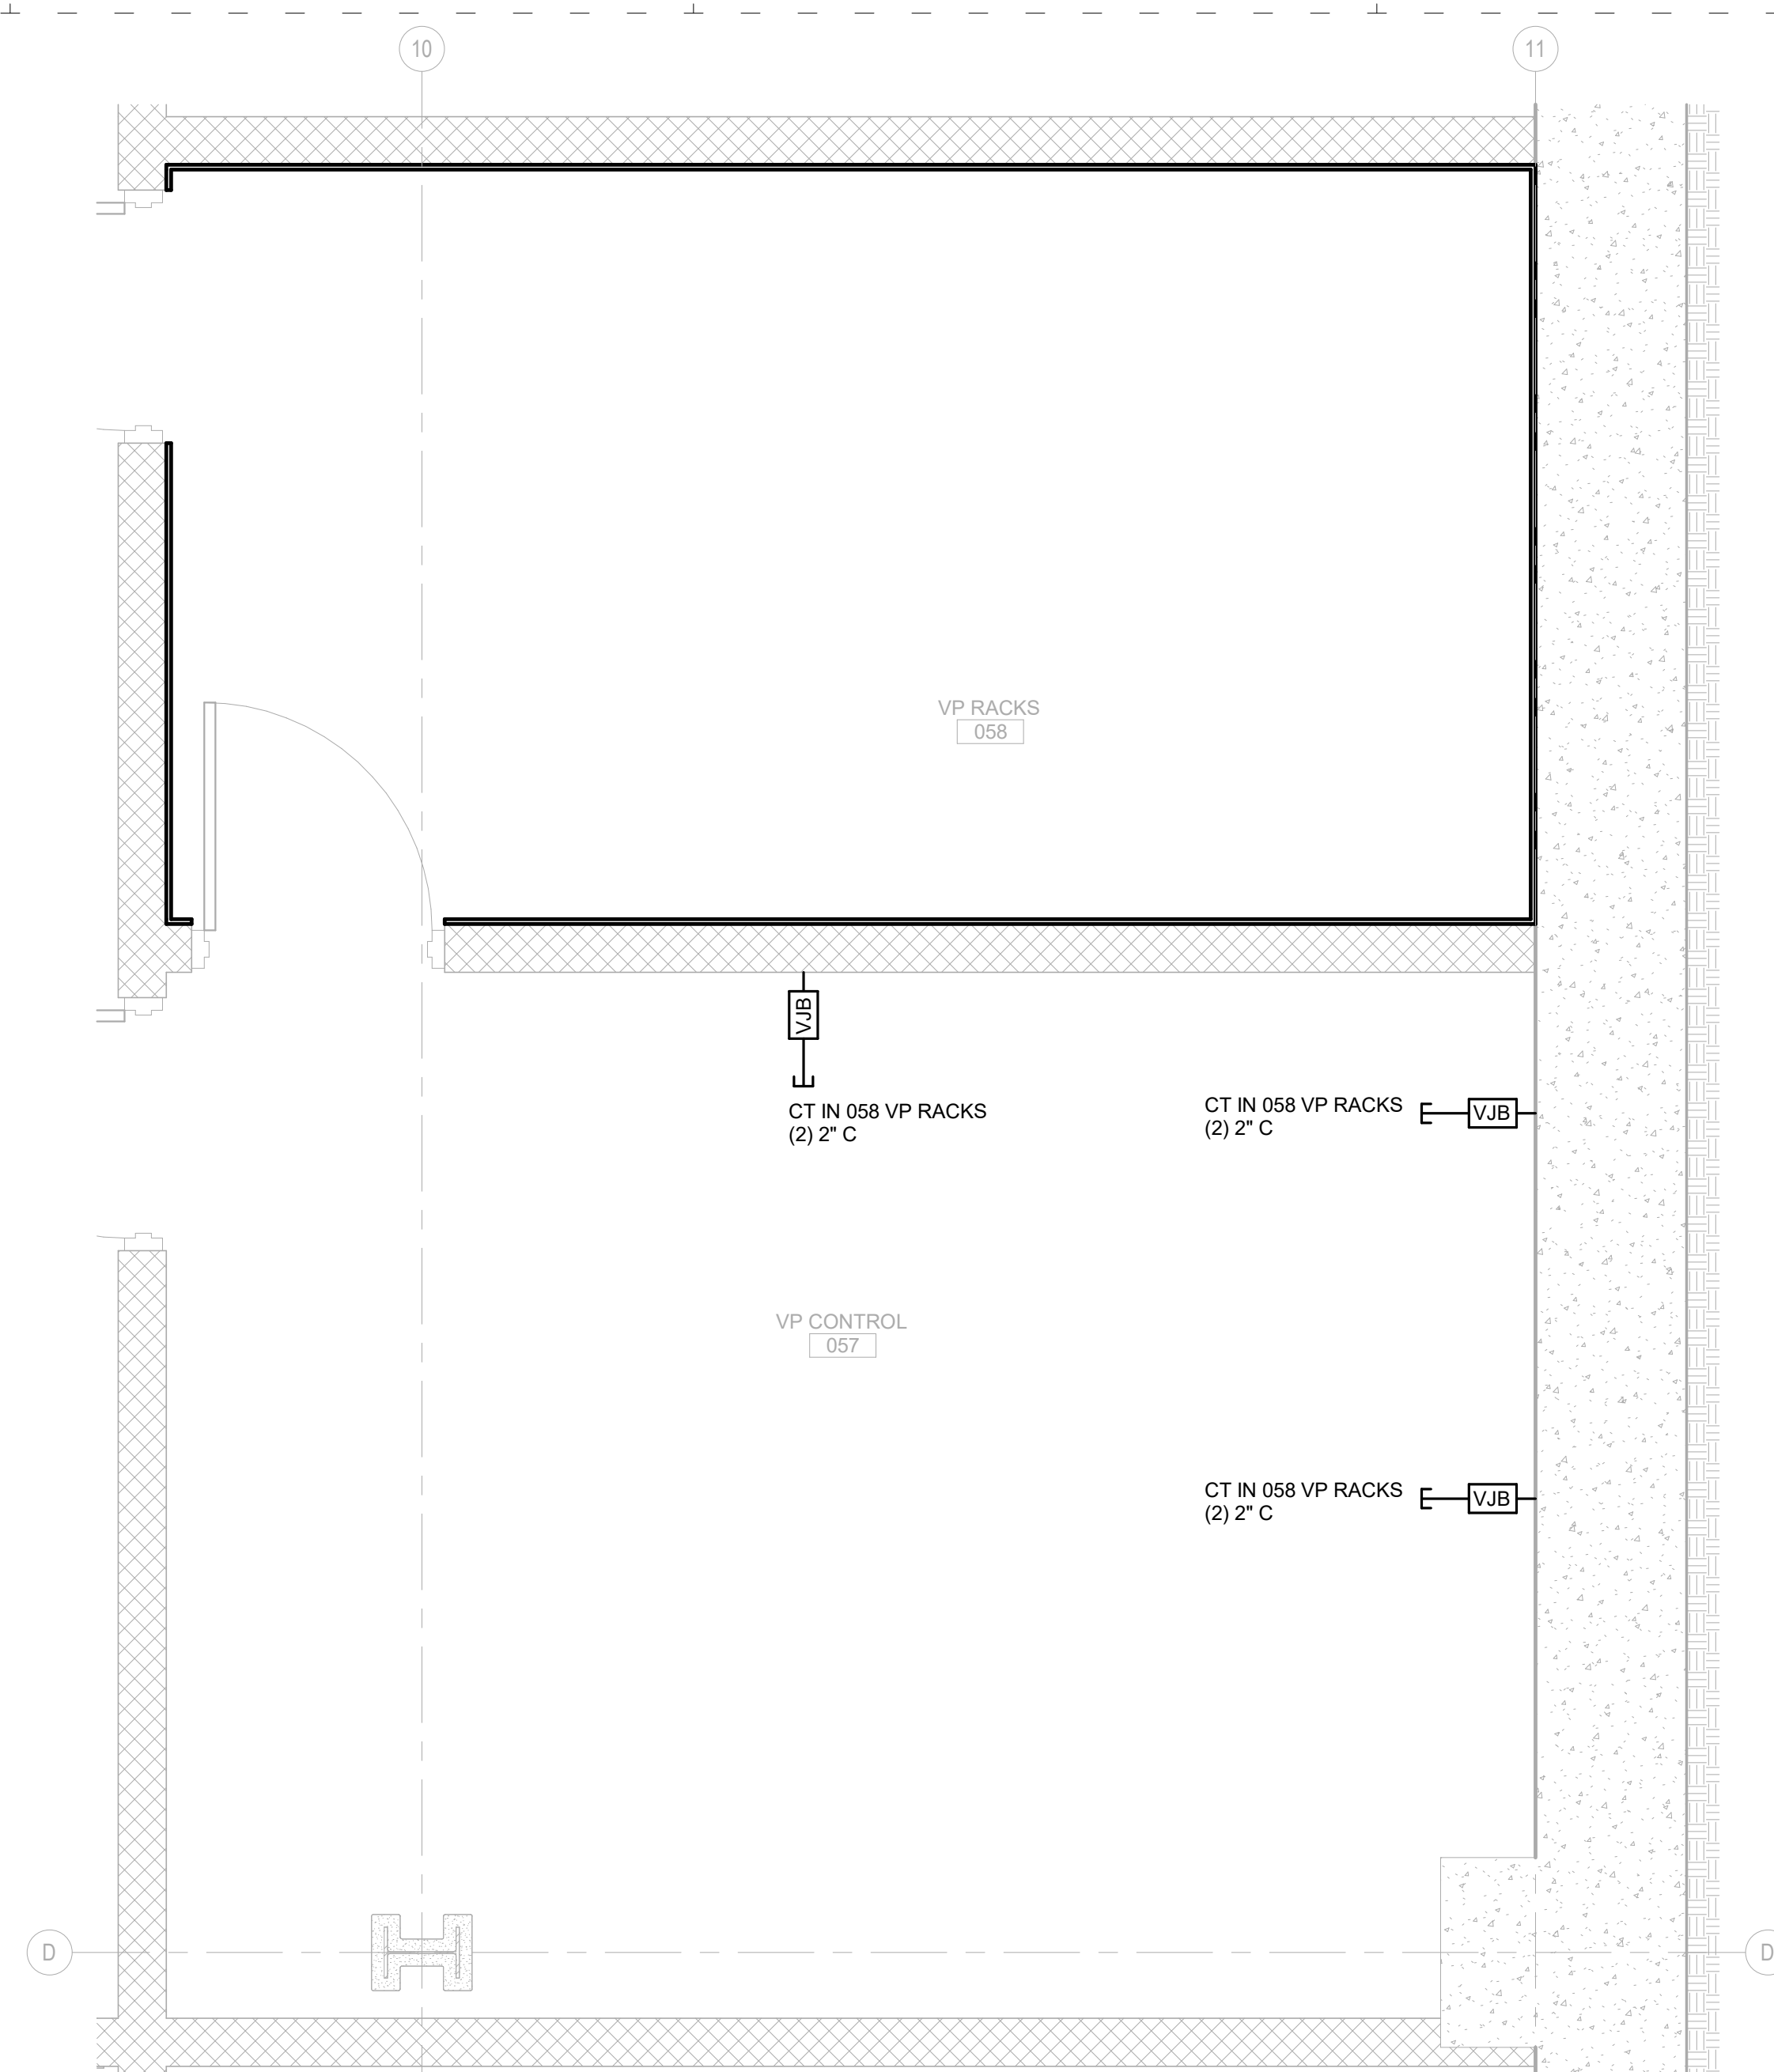 10
11
VP RACKS
058
VJB
CT IN 058 VP RACKS
(2) 2" C
CT IN 058 VP RACKS
(2) 2" C
VJB
VP CONTROL
057
CT IN 058 VP RACKS
(2) 2" C
VJB
D
D